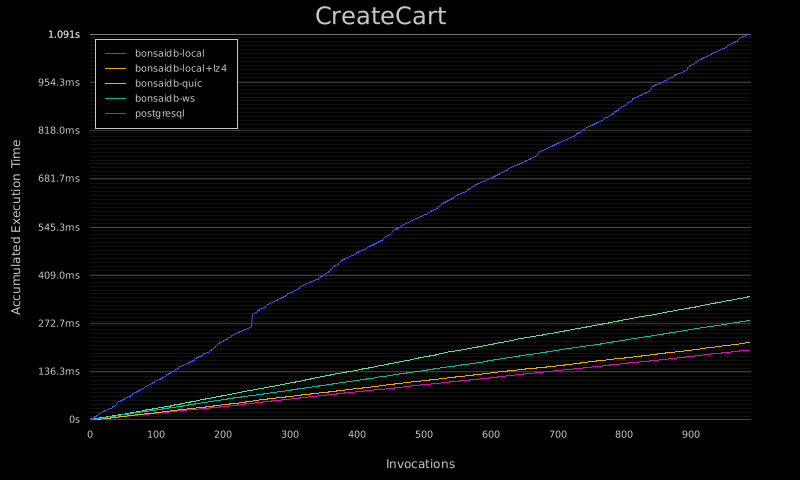 CreateCart
1.091s
954.3ms
818.0ms
681.7ms
545.3ms
409.0ms
272.7ms
136.3ms
0s
bonsaidb-local
bonsaidb-local+lz4
bonsaidb-quic
bonsaidb-ws
postgresql
Accumulated Execution Time
0 100 200 300 400 500 600 700 800 900
Invocations